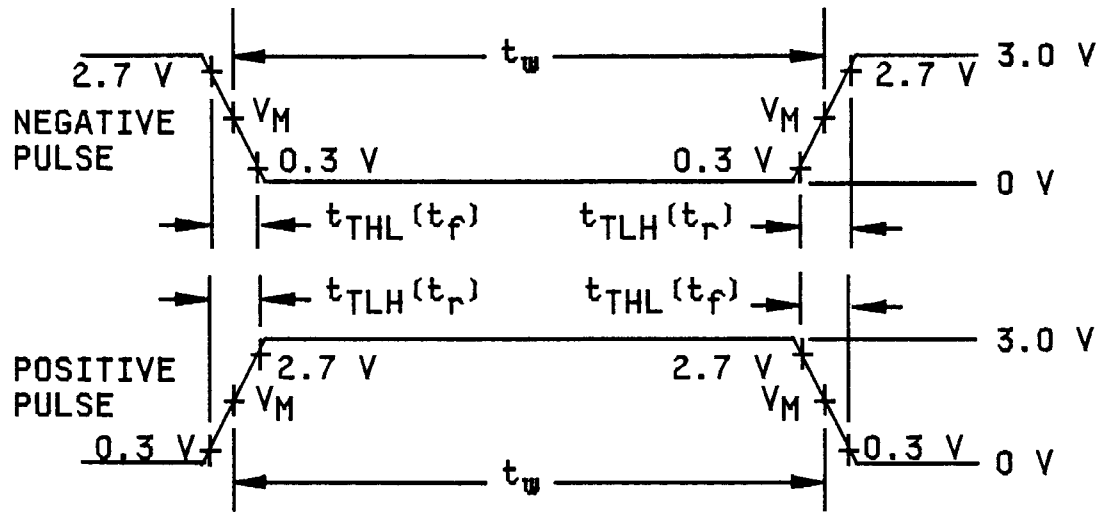 t_w 3.0 V
2.7 V 2.7 V
V_M V_M
NEGATIVE
PULSE
0.3 V 0.3 V
0 V
t_THL (t_f) t_TLH (t_r)
t_TLH (t_r) t_THL (t_f)
3.0 V
POSITIVE
PULSE
2.7 V 2.7 V
V_M V_M
0.3 V 0.3 V
0 V
t_w